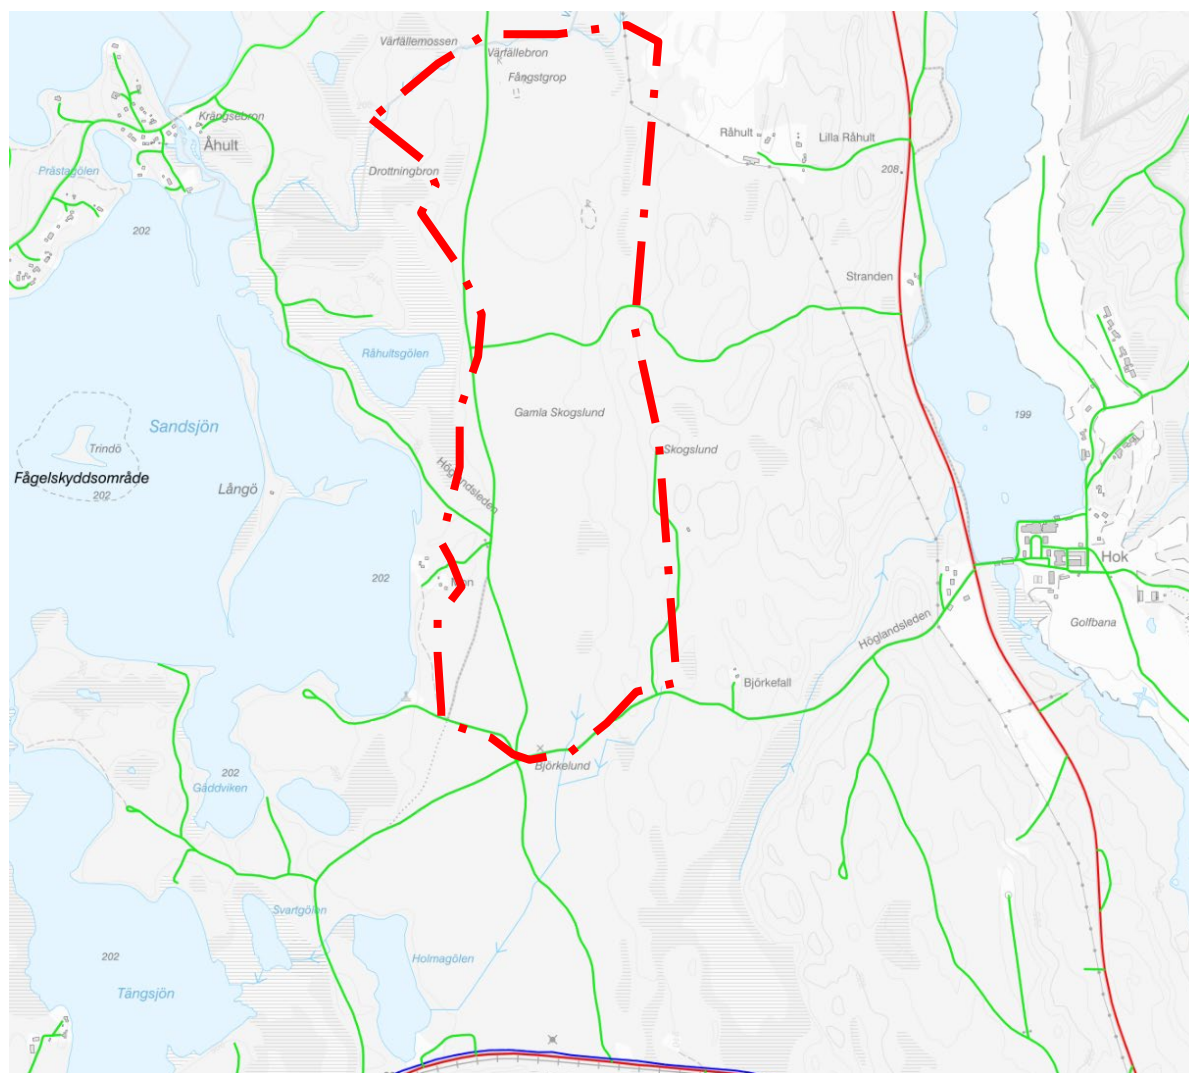 Värfällemossen
Värfällebron
Fångstgrop
Krängsebron
Åhult
Råhult
Lilla Råhult
Prästagölen
Drottningbron
208
202
Stranden
Råhultsgölen
Sandsjön
Gamla Skogslund
199
Trindö
Skogslund
Fågelskyddsområde
202
Långö
Höglandsleden
Hok
202
Mon
Golfbana
Höglandsleden
Björkefall
202
Gäddviken
Björkelund
Svartgölen
202
Holmagölen
Tängsjön